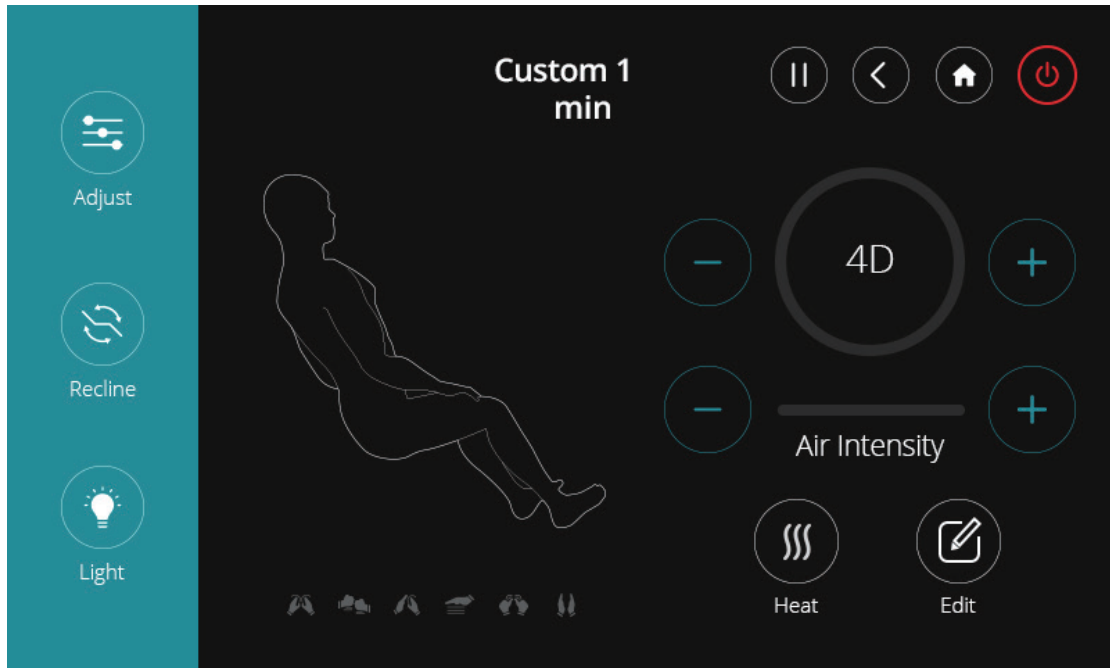 Custom 1
min
Adjust
4D
Recline
Air Intensity
Light
Heat
Edit